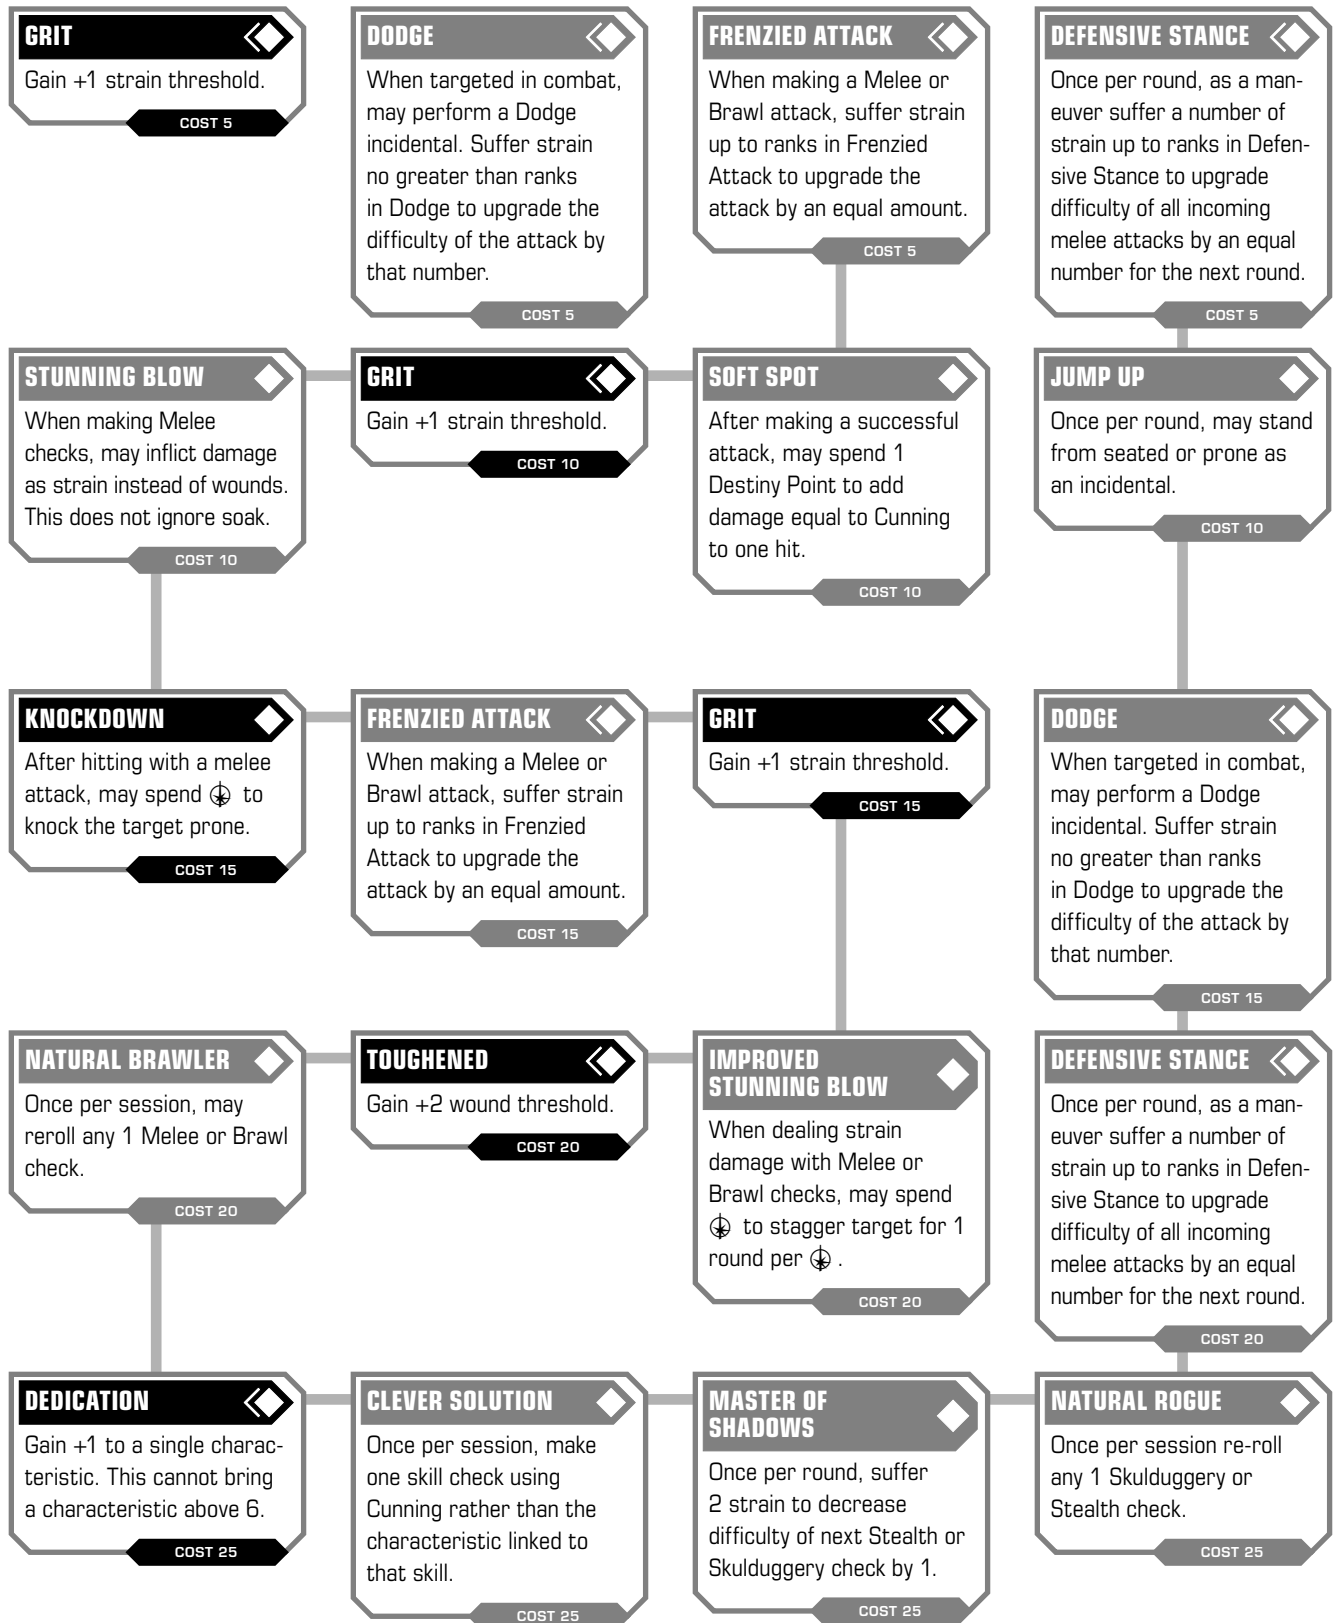 GRIT
Gain +1 strain threshold.
COST 5
DODGE
When targeted in combat,
may perform a Dodge
incidental. Suffer strain
no greater than ranks
in Dodge to upgrade the
difficulty of the attack by
that number.
COST 5
FRENZIED ATTACK
When making a Melee or
Brawl attack, suffer strain
up to ranks in Frenzied
Attack to upgrade the
attack by an equal amount.
COST 5
DEFENSIVE STANCE
Once per round, as a man-
euver suffer a number of
strain up to ranks in Defen-
sive Stance to upgrade
difficulty of all incoming
melee attacks by an equal
number for the next round.
COST 5
STUNNING BLOW
When making Melee
checks, may inflict damage
as strain instead of wounds.
This does not ignore soak.
COST 10
GRIT
Gain +1 strain threshold.
COST 10
SOFT SPOT
After making a successful
attack, may spend 1
Destiny Point to add
damage equal to Cunning
to one hit.
COST 10
JUMP UP
Once per round, may stand
from seated or prone as
an incidental.
COST 10
KNOCKDOWN
After hitting with a melee
attack, may spend to
knock the target prone.
COST 15
FRENZIED ATTACK
When making a Melee or
Brawl attack, suffer strain
up to ranks in Frenzied
Attack to upgrade the
attack by an equal amount.
COST 15
GRIT
Gain +1 strain threshold.
COST 15
DODGE
When targeted in combat,
may perform a Dodge
incidental. Suffer strain
no greater than ranks
in Dodge to upgrade the
difficulty of the attack by
that number.
COST 15
NATURAL BRAWLER
Once per session, may
reroll any 1 Melee or Brawl
check.
COST 20
TOUGHENED
Gain +2 wound threshold.
COST 20
IMPROVED
STUNNING BLOW
When dealing strain
damage with Melee or
Brawl checks, may spend
to stagger target for 1
round per .
COST 20
DEFENSIVE STANCE
Once per round, as a man-
euver suffer a number of
strain up to ranks in Defen-
sive Stance to upgrade
difficulty of all incoming
melee attacks by an equal
number for the next round.
COST 20
DEDICATION
Gain +1 to a single charac-
teristic. This cannot bring
a characteristic above 6.
COST 25
CLEVER SOLUTION
Once per session, make
one skill check using
Cunning rather than the
characteristic linked to
that skill.
COST 25
MASTER OF
SHADOWS
Once per round, suffer
2 strain to decrease
difficulty of next Stealth or
Skulduggery check by 1.
COST 25
NATURAL ROGUE
Once per session re-roll
any 1 Skulduggery or
Stealth check.
COST 25